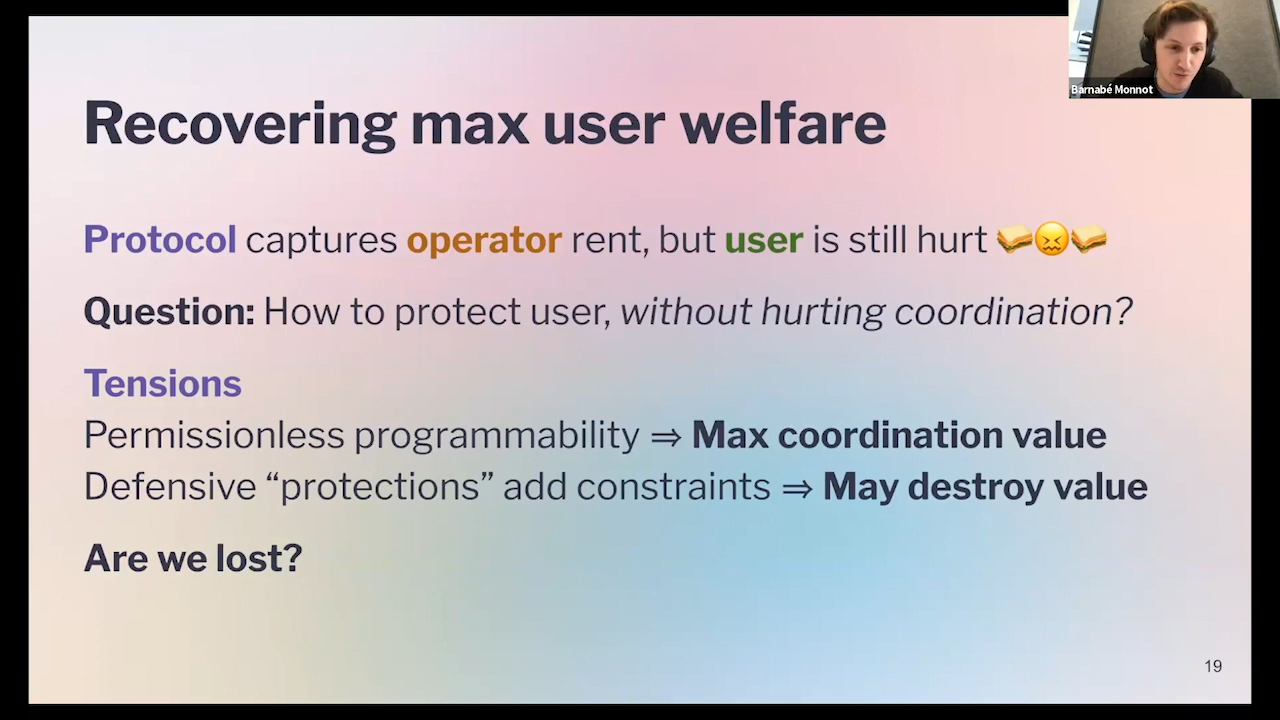 Barnabé Monnot
Recovering max user welfare
Protocol captures operator rent, but user is still hurt 🥪😖🥪
Question: How to protect user, without hurting coordination?
Tensions
Permissionless programmability ⇒ Max coordination value
Defensive “protections” add constraints ⇒ May destroy value
Are we lost?
19